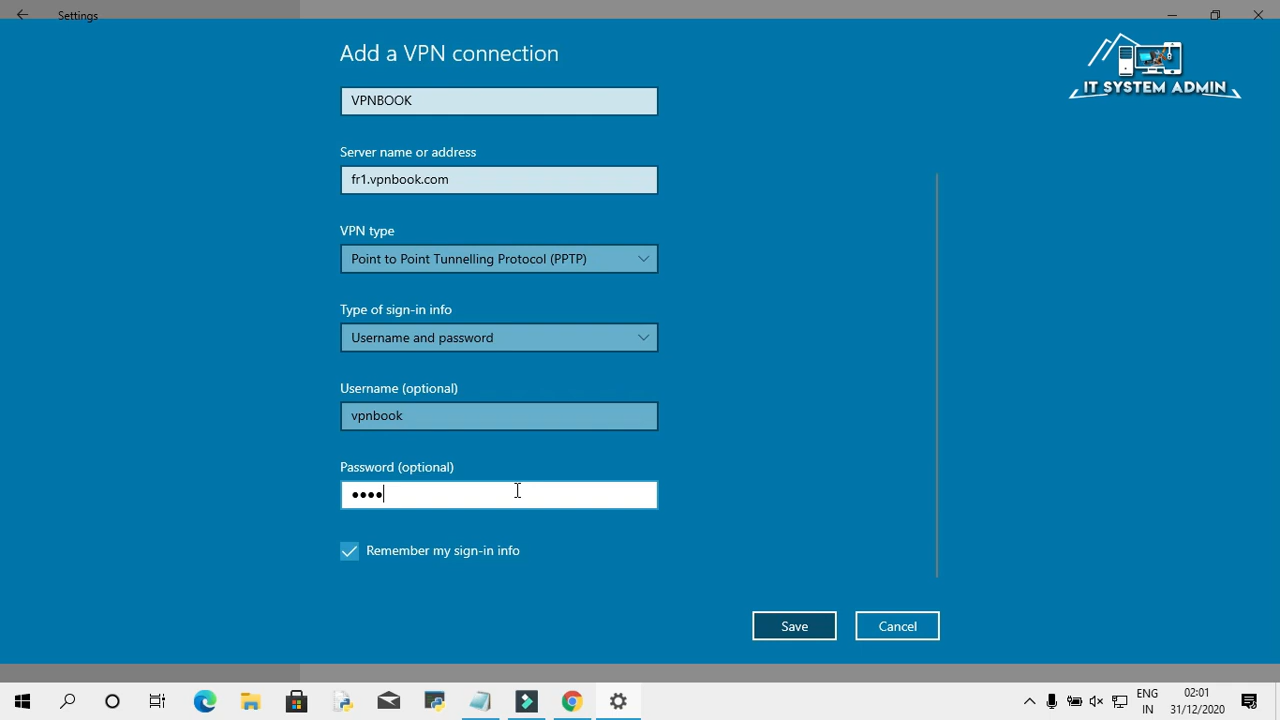 Settings
Add a VPN connection
IT SYSTEM ADMIN
VPNBOOK
Server name or address
fr1.vpnbook.com
VPN type
Point to Point Tunnelling Protocol (PPTP)
Type of sign-in info
Username and password
Username (optional)
vpnbook
Password (optional)
••••
Remember my sign-in info
Save
Cancel
ENG
IN
02:01
31/12/2020